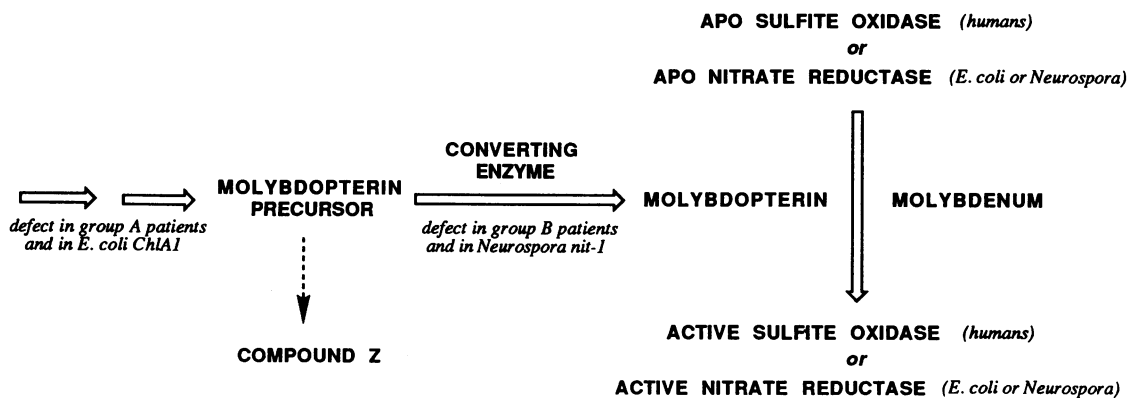 APO SULFITE OXIDASE (humans)
or
APO NITRATE REDUCTASE (E. coli or Neurospora)
CONVERTING
ENZYME
MOLYBDOPTERIN
PRECURSOR
MOLYBDOPTERIN
MOLYBDENUM
defect in group A patients
and in E. coli ChlA1
defect in group B patients
and in Neurospora nit-1
COMPOUND Z
ACTIVE SULFITE OXIDASE (humans)
or
ACTIVE NITRATE REDUCTASE (E. coli or Neurospora)